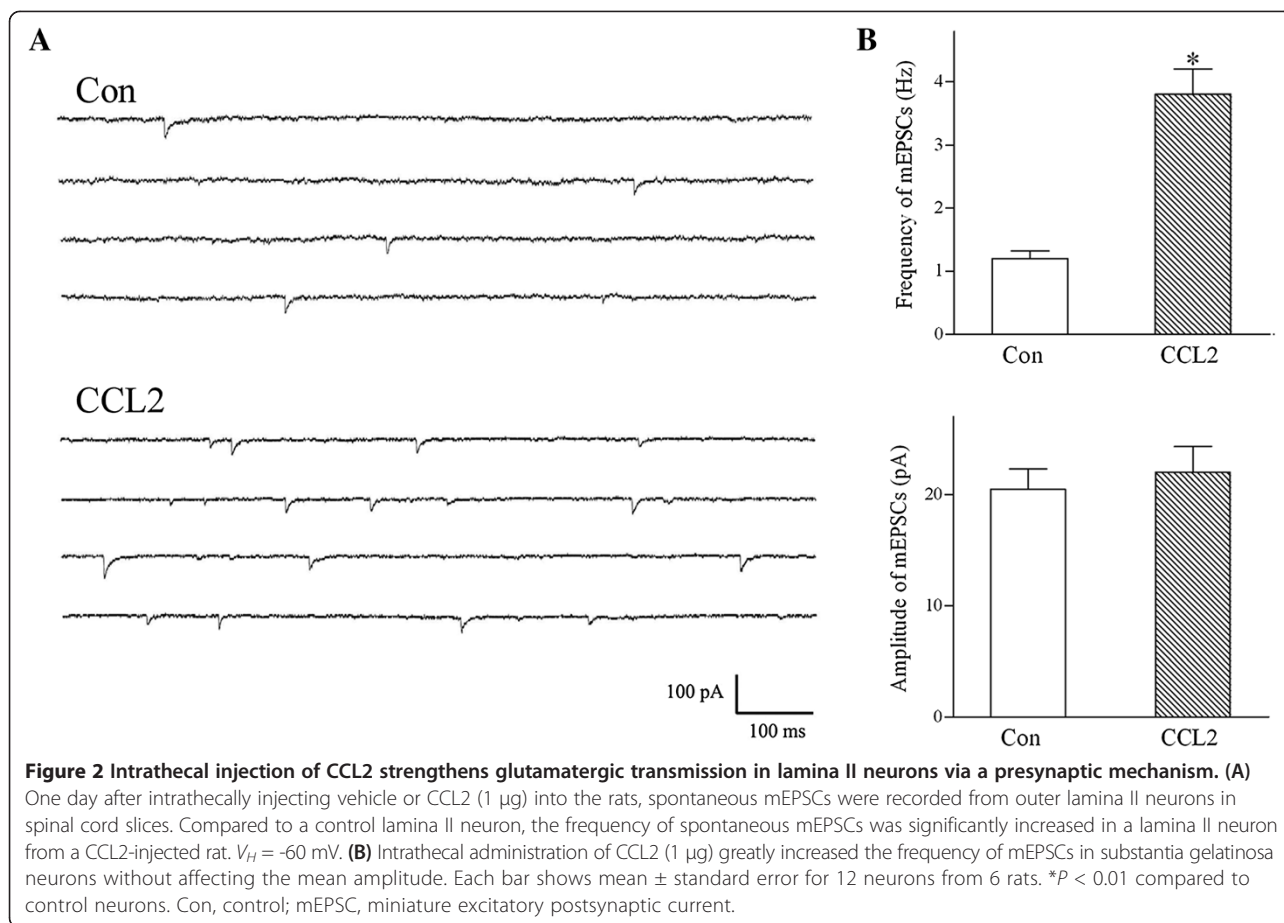 A
Con
CCL2
100 pA
100 ms
B
Frequency of mEPSCs (Hz)
4
3
2
1
0
*
Con
CCL2
Amplitude of mEPSCs (pA)
20
10
0
Con
CCL2
Figure 2 Intrathecal injection of CCL2 strengthens glutamatergic transmission in lamina II neurons via a presynaptic mechanism. (A)
One day after intrathecally injecting vehicle or CCL2 (1 μg) into the rats, spontaneous mEPSCs were recorded from outer lamina II neurons in
spinal cord slices. Compared to a control lamina II neuron, the frequency of spontaneous mEPSCs was significantly increased in a lamina II neuron
from a CCL2-injected rat. V_H = -60 mV. (B) Intrathecal administration of CCL2 (1 μg) greatly increased the frequency of mEPSCs in substantia gelatinosa
neurons without affecting the mean amplitude. Each bar shows mean ± standard error for 12 neurons from 6 rats. *P < 0.01 compared to
control neurons. Con, control; mEPSC, miniature excitatory postsynaptic current.